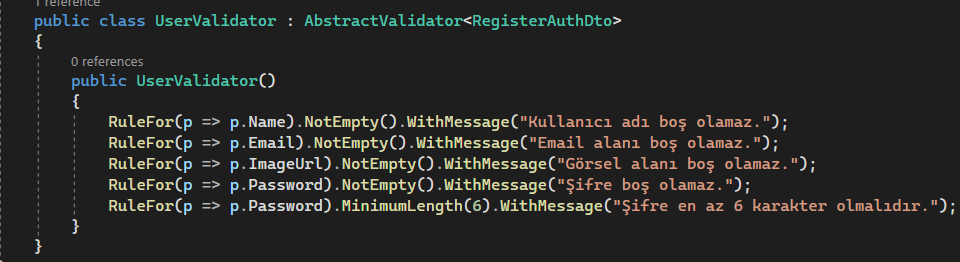 1 reference
public class UserValidator : AbstractValidator<RegisterAuthDto>
{
0 references
public UserValidator()
{
RuleFor(p => p.Name).NotEmpty().WithMessage("Kullanıcı adı boş olamaz.");
RuleFor(p => p.Email).NotEmpty().WithMessage("Email alanı boş olamaz.");
RuleFor(p => p.ImageUrl).NotEmpty().WithMessage("Görsel alanı boş olamaz.");
RuleFor(p => p.Password).NotEmpty().WithMessage("Şifre boş olamaz.");
RuleFor(p => p.Password).MinimumLength(6).WithMessage("Şifre en az 6 karakter olmalıdır.");
}
}